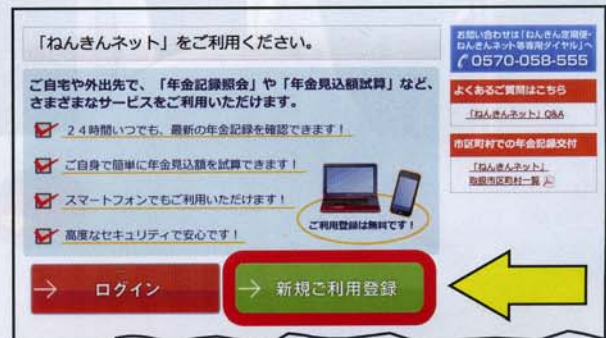 「ねんきんネット」をご利用ください。
ご自宅や外出先で、「年金記録照会」や「年金見込額試算」など、
さまざまなサービスをご利用いただけます。
24時間いつでも、最新の年金記録を確認できます!
ご自身で簡単に年金見込額を試算できます!
スマートフォンでもご利用いただけます!
高度なセキュリティで安心です!
ご利用登録は無料です!
→ ログイン
→ 新規ご利用登録
お問い合わせは「ねんきん定期便・
ねんきんネット等専用ダイヤル」へ
0570-058-555
よくあるご質問はこちら
「ねんきんネット」Q&A
市区町村での年金記録交付
「ねんきんネット」
取扱市区町村一覧